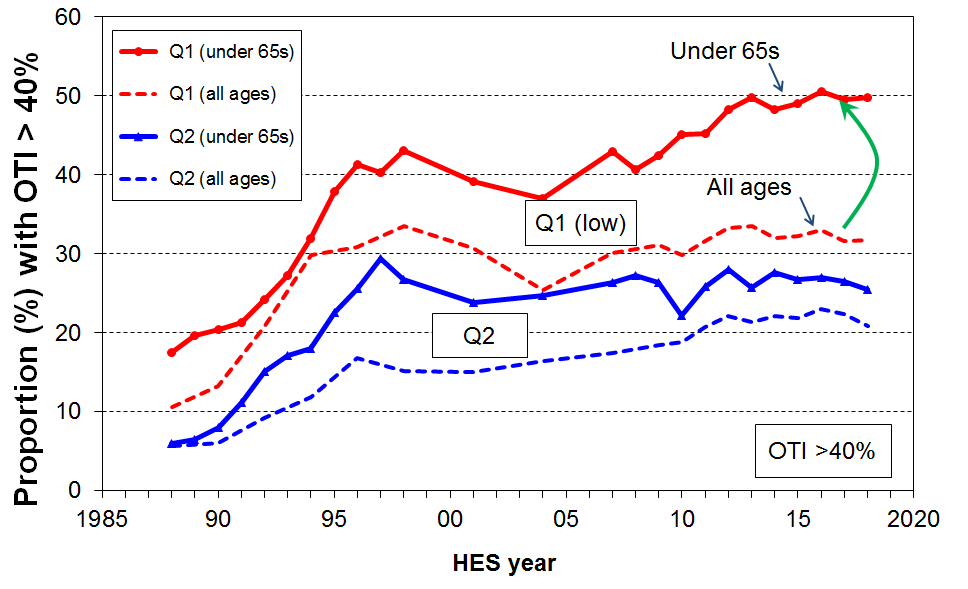 Proportion (%) with OTI > 40%
60
50
40
30
20
10
0
Q1 (under 65s)
Q1 (all ages)
Q2 (under 65s)
Q2 (all ages)
Under 65s
All ages
Q1 (low)
Q2
OTI >40%
1985 90 95 00 05 10 15 2020
HES year